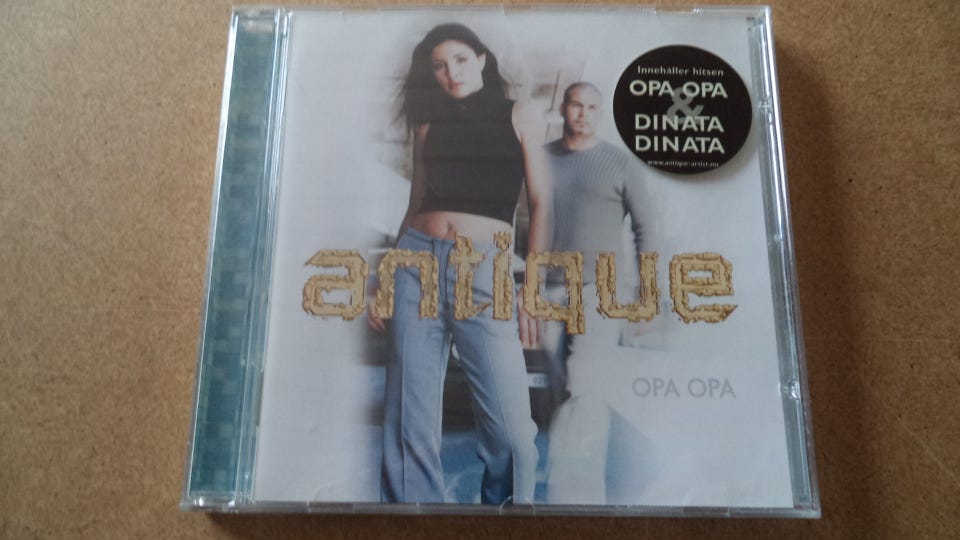 Innehåller hitsen
OPA OPA
&
DINATA
DINATA
www.antique-artist.nu
antique
OPA OPA